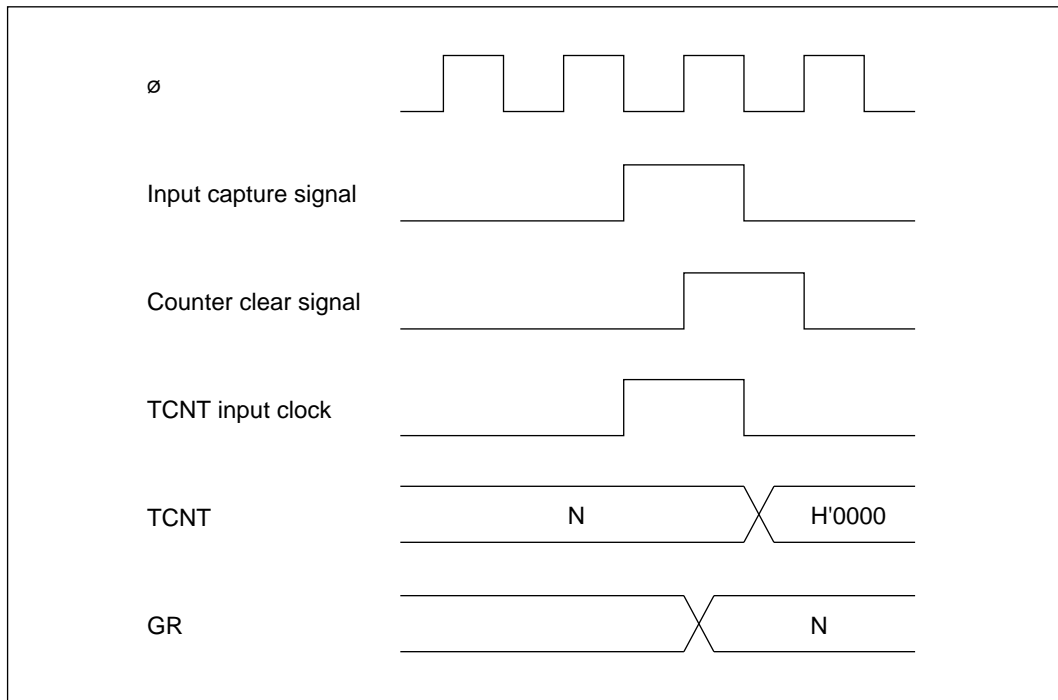 ø
Input capture signal
Counter clear signal
TCNT input clock
TCNT N H'0000
GR N